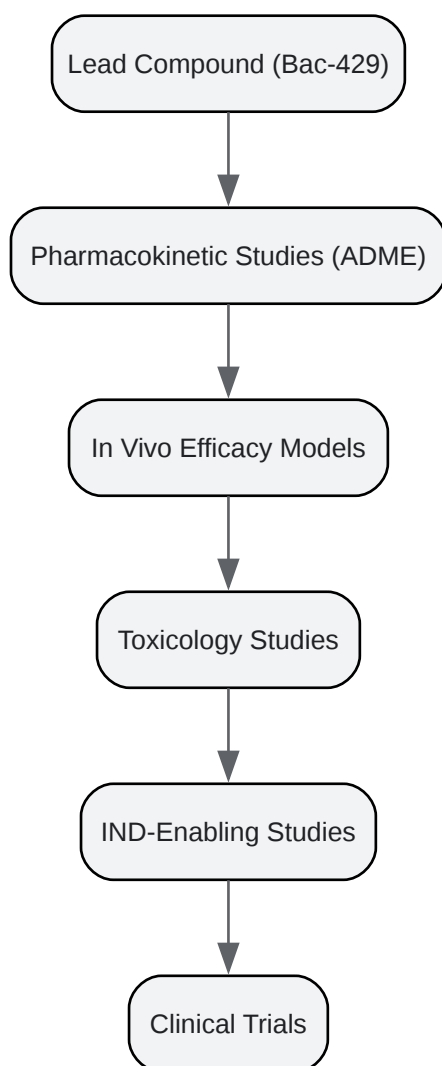 Lead Compound (Bac-429)
Pharmacokinetic Studies (ADME)
In Vivo Efficacy Models
Toxicology Studies
IND-Enabling Studies
Clinical Trials